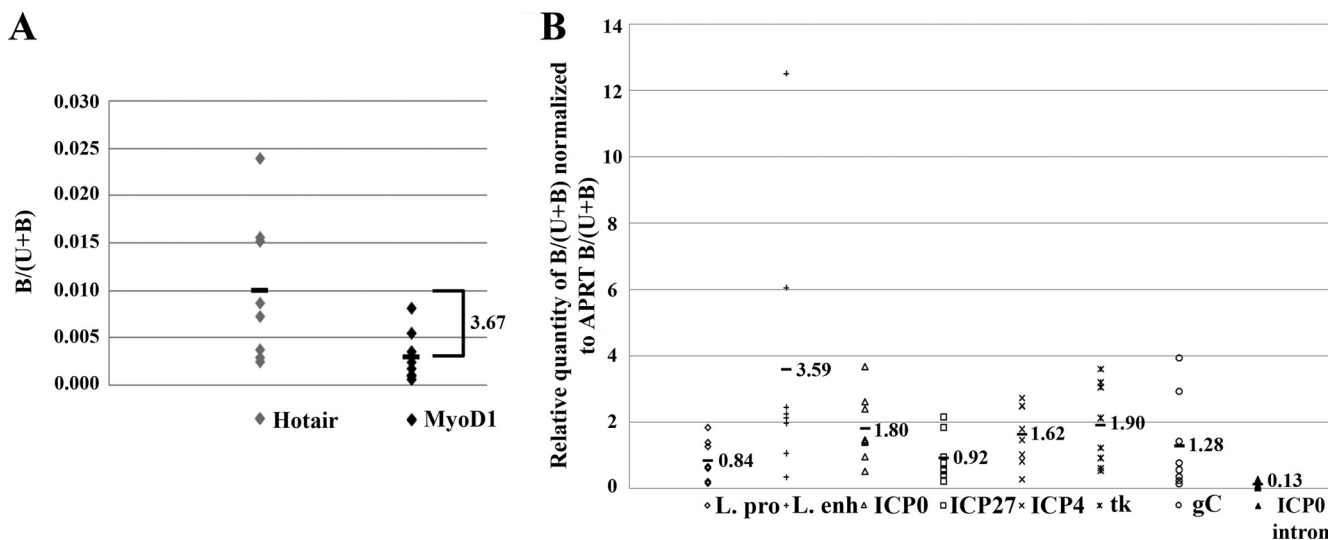 A
B/(U+B)
0.030
0.025
0.020
0.015
0.010
0.005
0.000
3.67
Hotair
MyoD1
B
Relative quantity of B/(U+B) normalized
to APRT B/(U+B)
14
12
10
8
6
4
2
0
0.84
3.59
1.80
0.92
1.62
1.90
1.28
0.13
L. pro
L. enh
ICP0
ICP27
ICP4
tk
gC
ICP0
intron